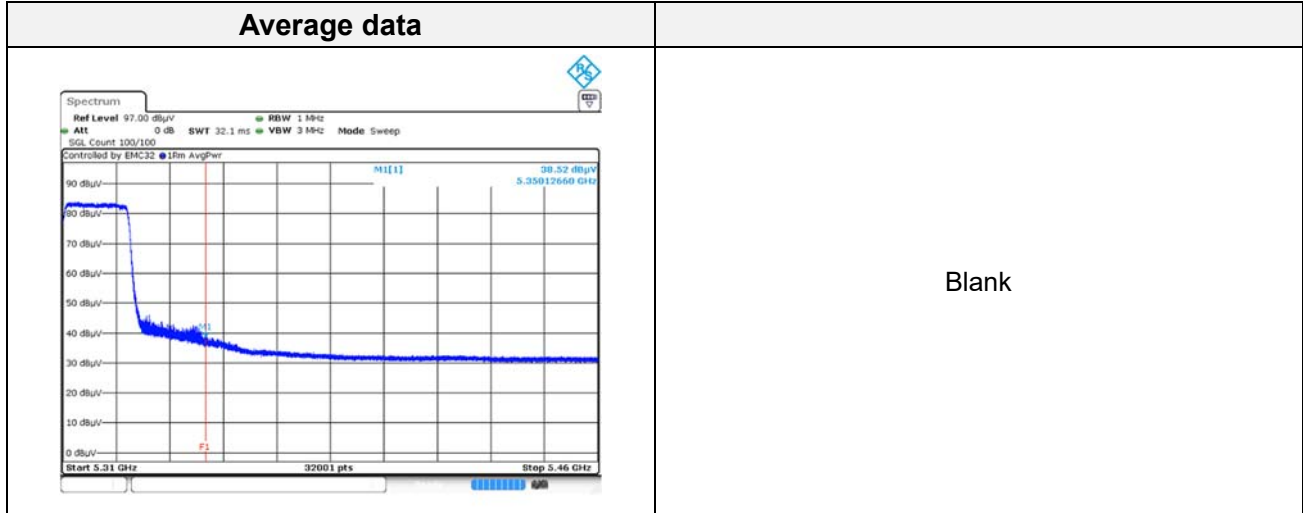 Average data
R&S
Spectrum
Ref Level 97.00 dBµV RBW 1 MHz
Att 0 dB SWT 32.1 ms VBW 3 MHz Mode Sweep
SGL Count 100/100
Controlled by EMC32 1Rm AvgPwr
M1[1] 38.52 dBµV
5.35012660 GHz
90 dBµV
80 dBµV
70 dBµV
60 dBµV
50 dBµV
40 dBµV
M1
30 dBµV
20 dBµV
10 dBµV
0 dBµV
F1
Start 5.31 GHz 32001 pts Stop 5.46 GHz
Blank